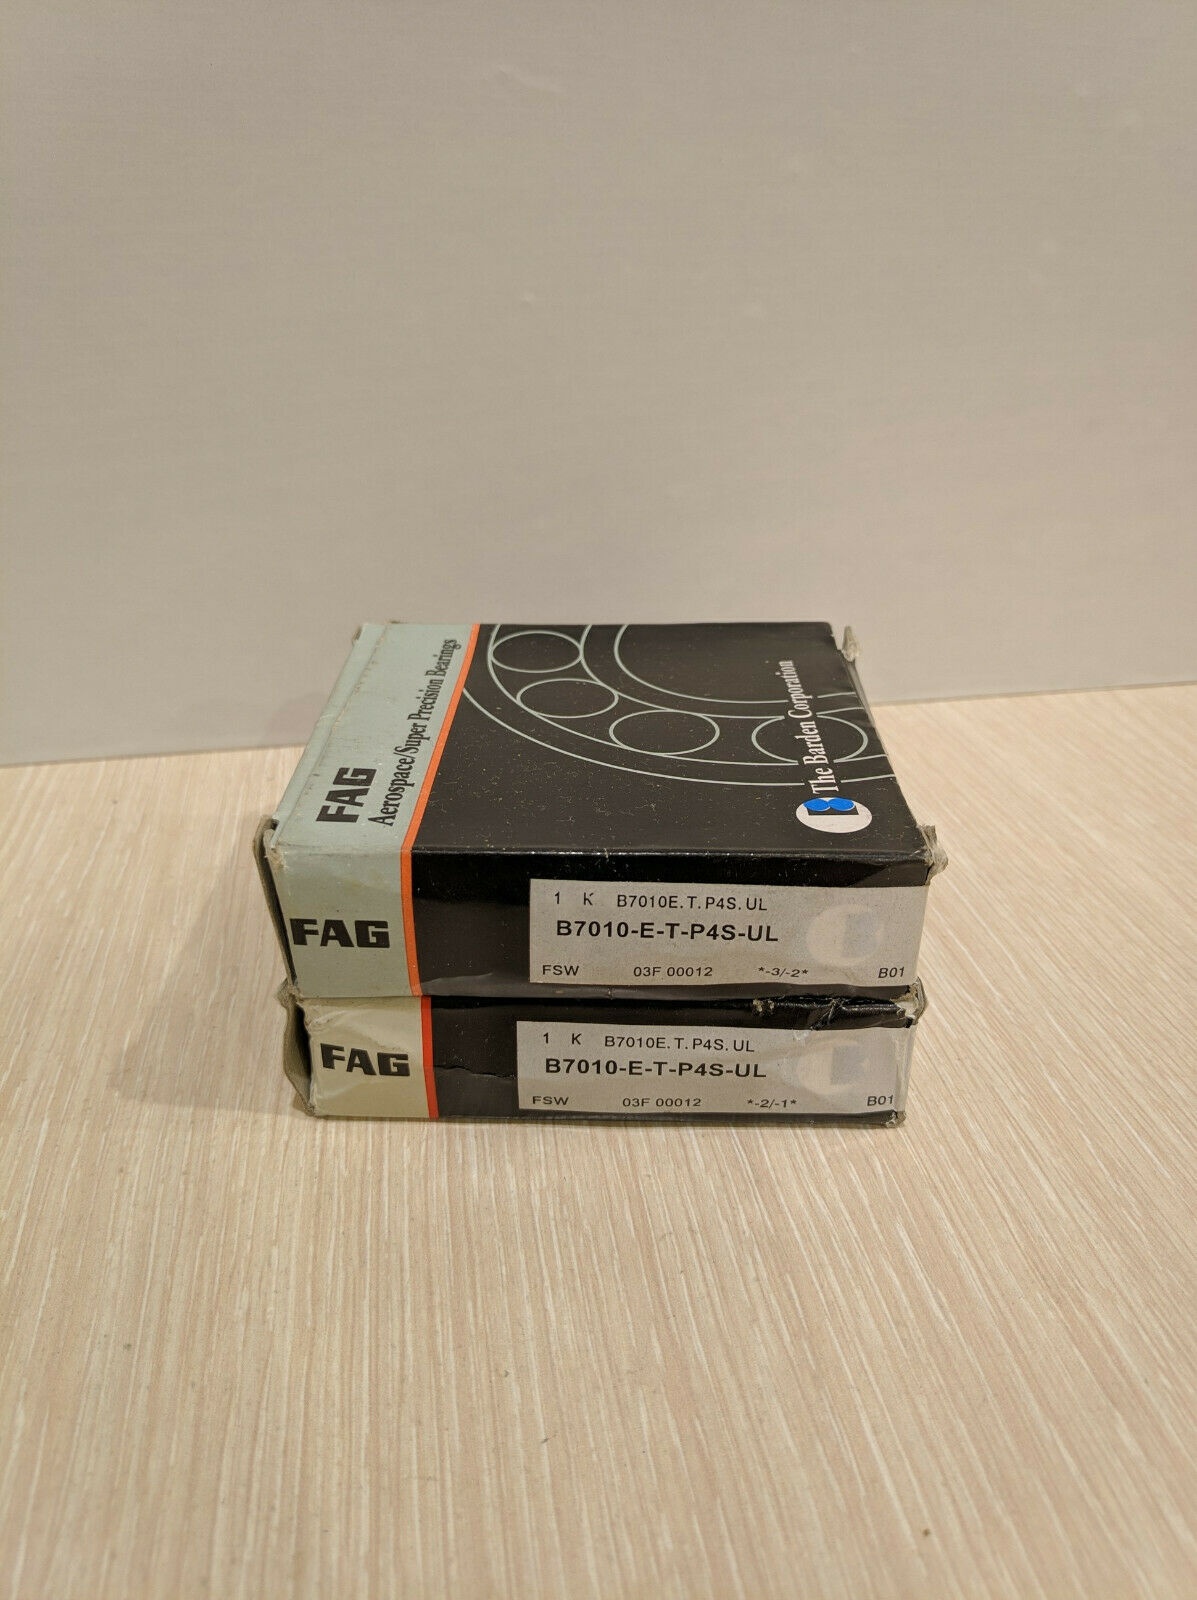 FAG
Aerospace/Super Precision Bearings
The Barden Corporation
FAG
1 K B7010E.T.P4S.UL
B7010-E-T-P4S-UL
FSW 03F 00012 *-3/-2* B01
FAG
1 K B7010E.T.P4S.UL
B7010-E-T-P4S-UL
FSW 03F 00012 *-2/-1* B01